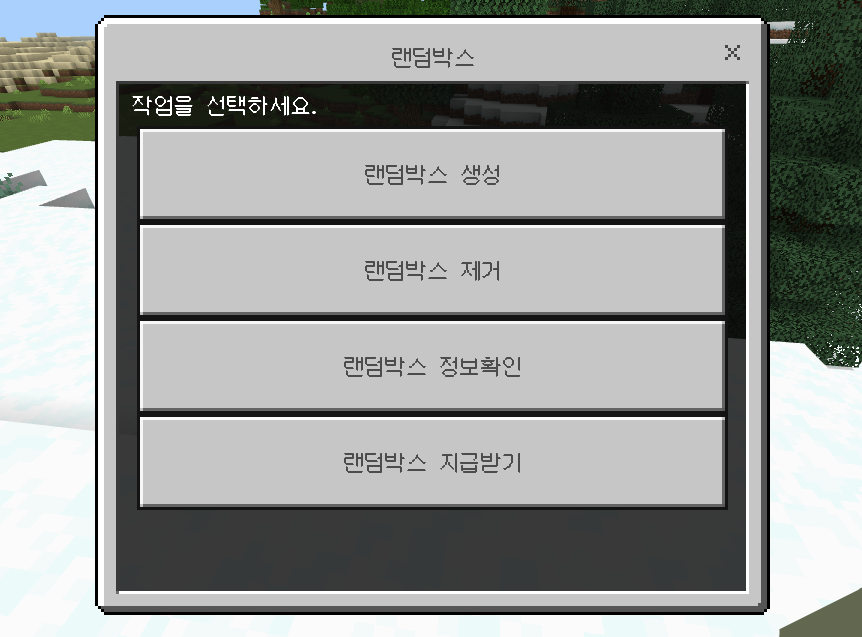 랜덤박스
작업을 선택하세요.
랜덤박스 생성
랜덤박스 제거
랜덤박스 정보확인
랜덤박스 지급받기